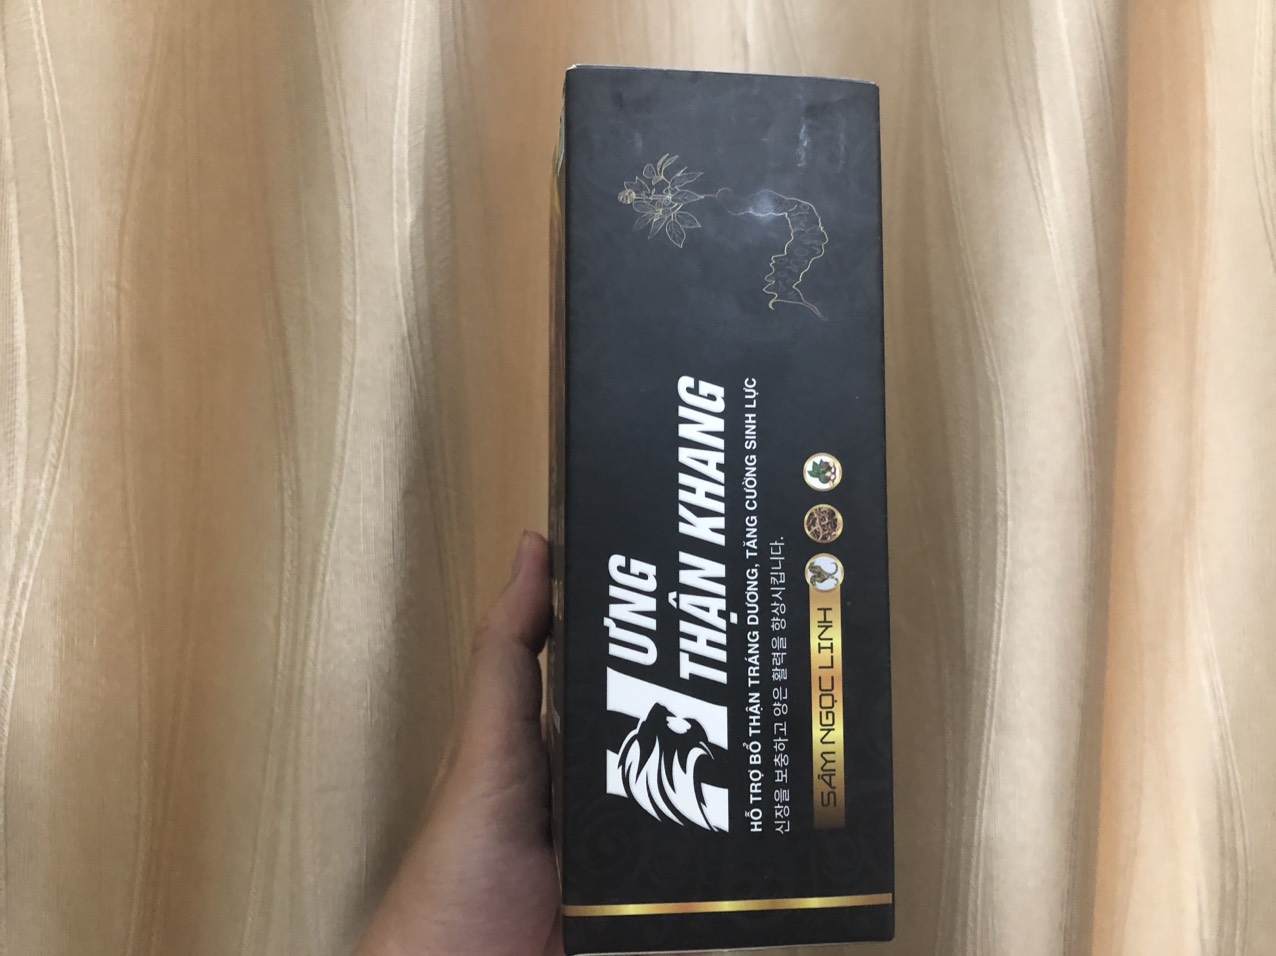 HƯNG
THẬN KHANG
HỖ TRỢ BỔ THẬN TRÁNG DƯƠNG, TĂNG CƯỜNG SINH LỰC
신장을 보충하고 양은 활력을 향상시킵니다.
SÂM NGỌC LINH